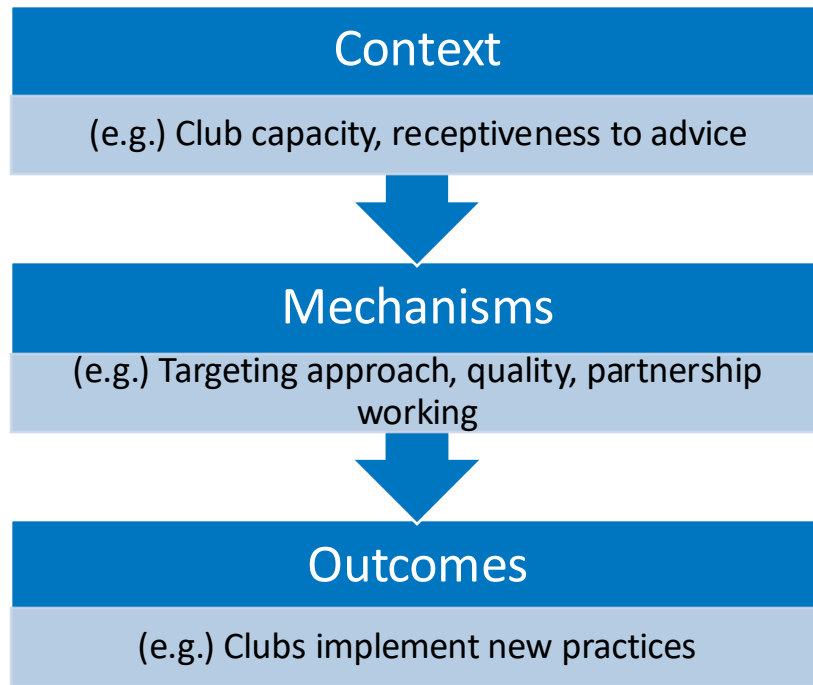 Context
(e.g.) Club capacity, receptiveness to advice
Mechanisms
(e.g.) Targeting approach, quality, partnership
working
Outcomes
(e.g.) Clubs implement new practices